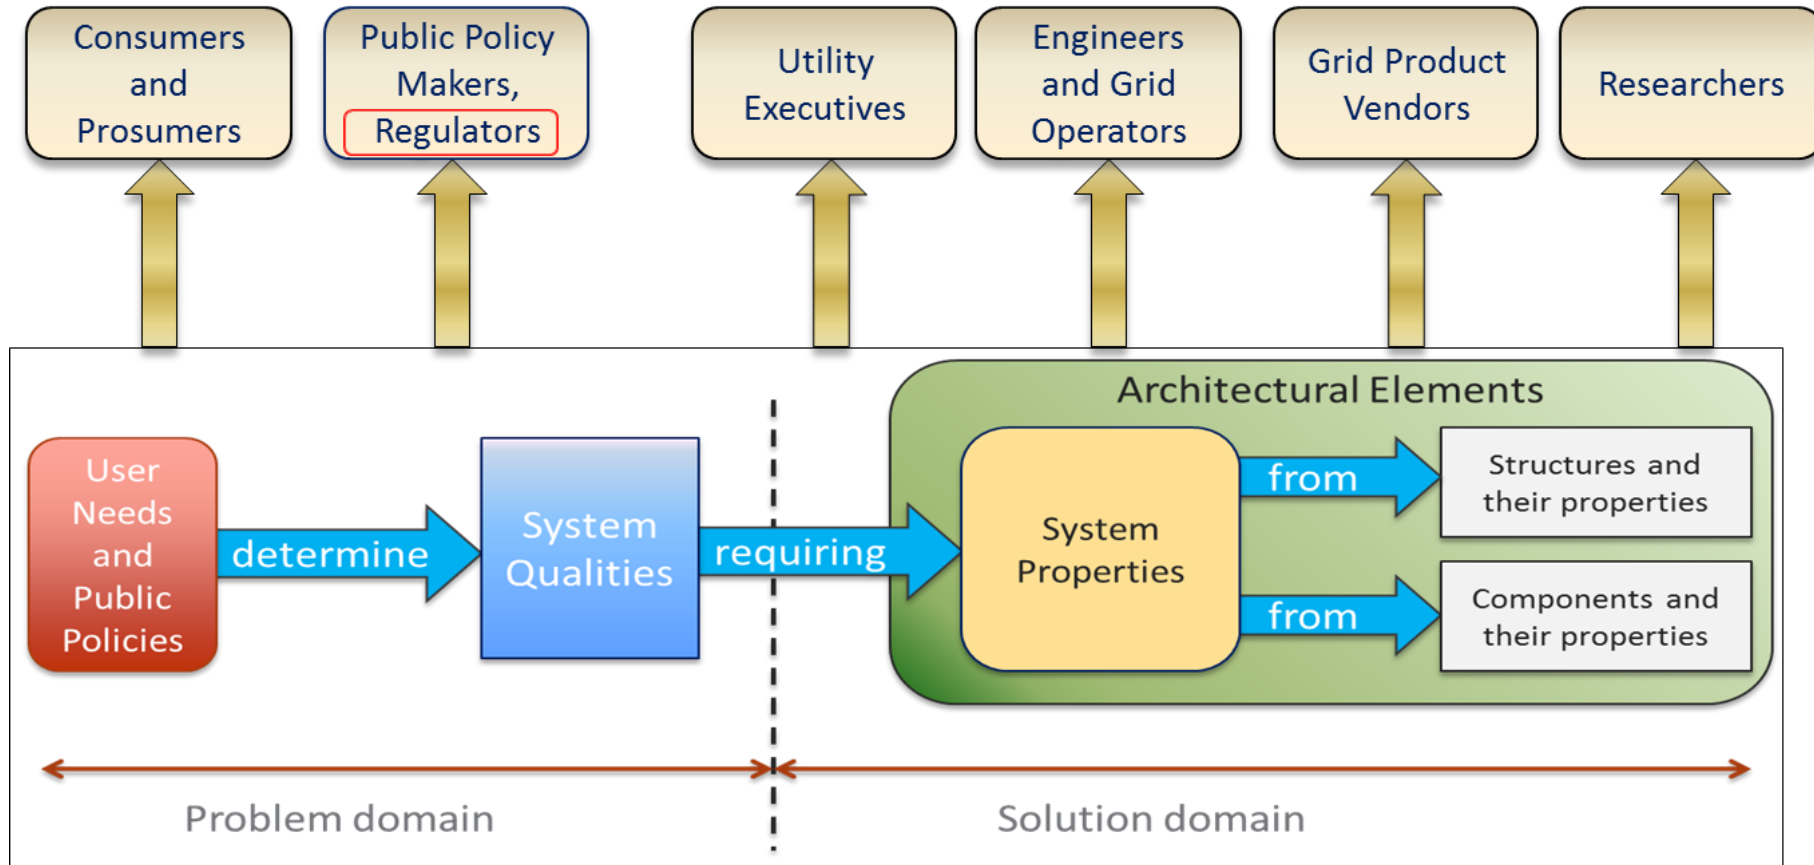 Consumers
and
Prosumers
Public Policy
Makers,
Regulators
Utility
Executives
Engineers
and Grid
Operators
Grid Product
Vendors
Researchers
Architectural Elements
User
Needs
and
Public
Policies
determine
System
Qualities
requiring
System
Properties
from
Structures and
their properties
from
Components and
their properties
Problem domain
Solution domain